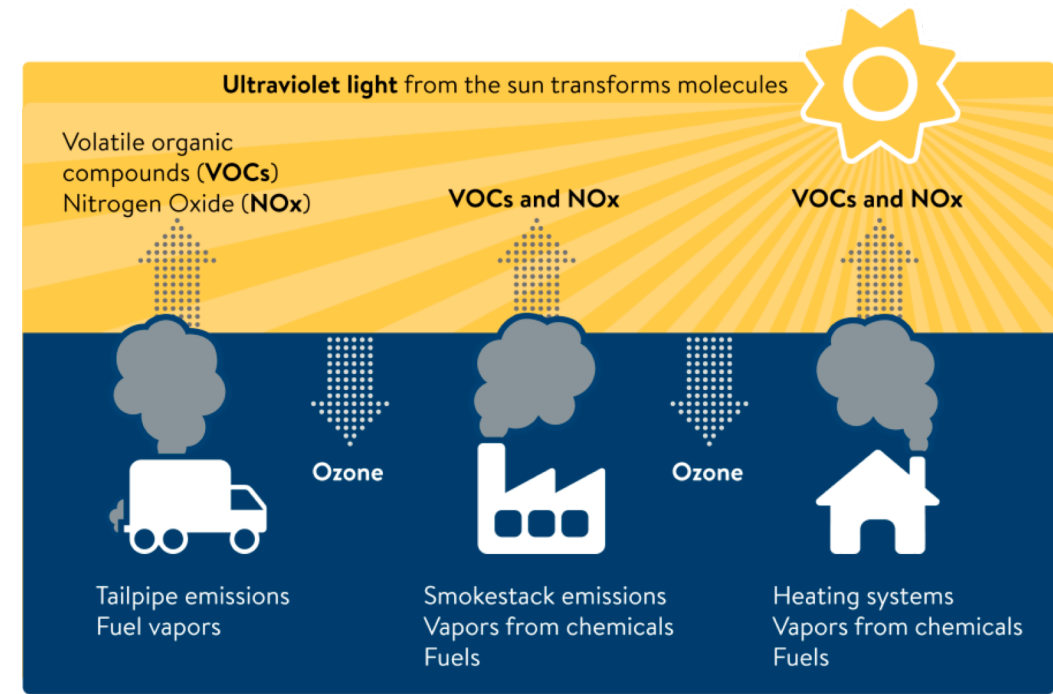 Ultraviolet light from the sun transforms molecules
Volatile organic
compounds (VOCs)
Nitrogen Oxide (NOx)
VOCs and NOx
VOCs and NOx
Ozone
Ozone
Tailpipe emissions
Fuel vapors
Smokestack emissions
Vapors from chemicals
Fuels
Heating systems
Vapors from chemicals
Fuels